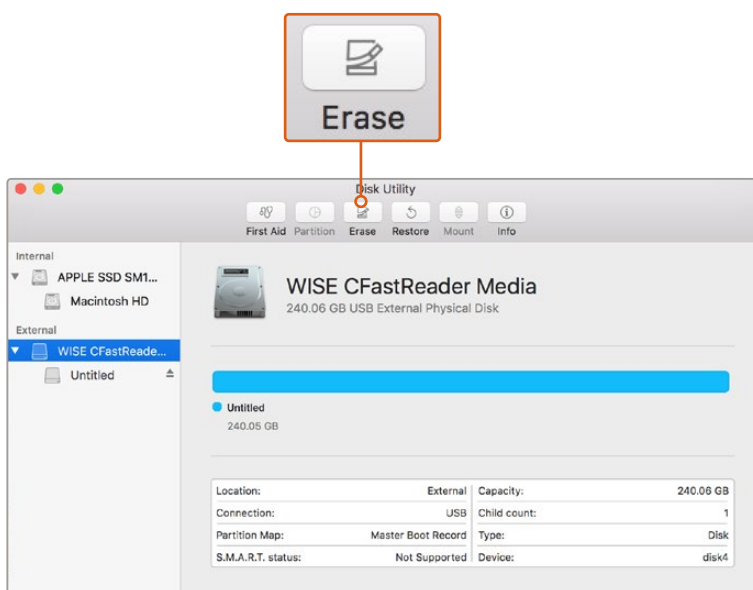 Erase
Disk Utility
First Aid Partition Erase Restore Mount Info
Internal
APPLE SSD SM1...
Macintosh HD
External
WISE CFastReade...
Untitled
WISE CFastReader Media
240.06 GB USB External Physical Disk
Untitled
240.05 GB
Location: External Capacity: 240.06 GB
Connection: USB Child count: 1
Partition Map: Master Boot Record Type: Disk
S.M.A.R.T. status: Not Supported Device: disk4